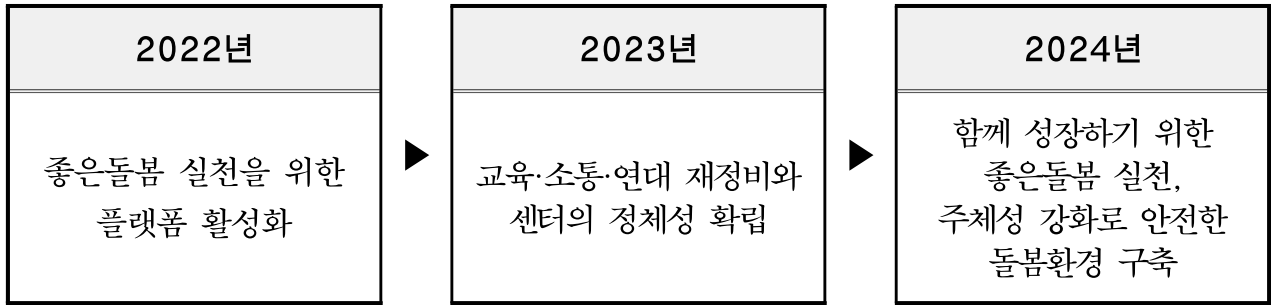 2022년
좋은돌봄 실천을 위한
플랫폼 활성화
▶
2023년
교육·소통·연대 재정비와
센터의 정체성 확립
▶
2024년
함께 성장하기 위한
좋은돌봄 실천,
주체성 강화로 안전한
돌봄환경 구축